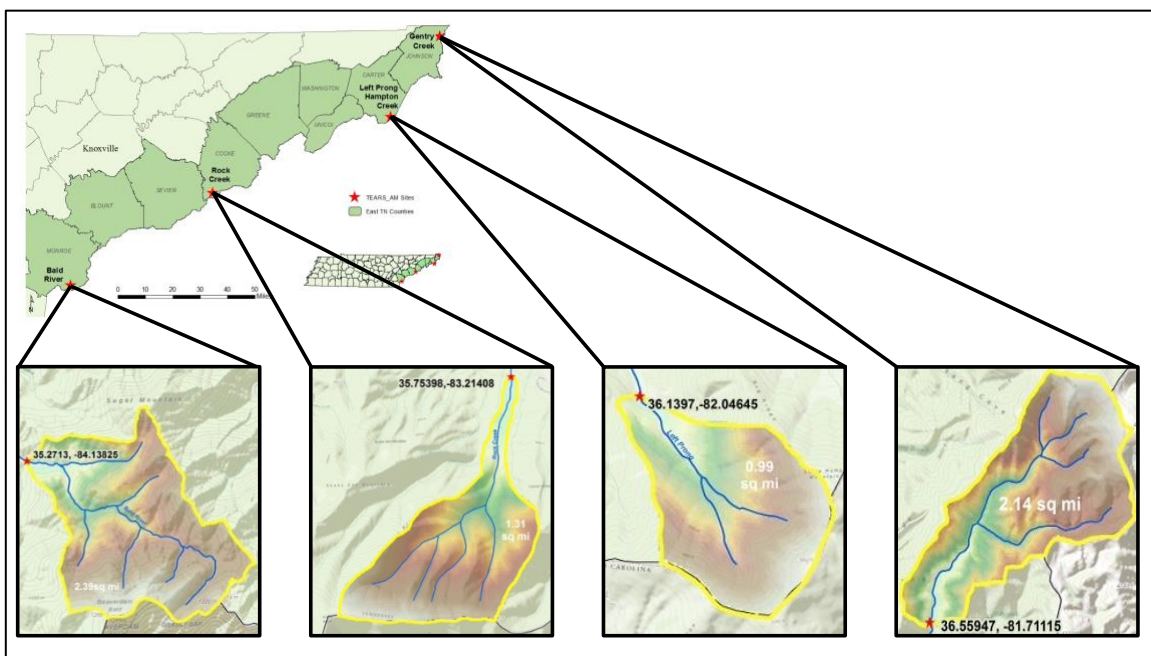 Gentry
Creek
JOHNSON
CARTER
WASHINGTON
Left Prong
Hampton
Creek
GREENE
UNICOI
Knoxville
COCKE
Rock
Creek
SEVIER
TEARS_AM Sites
East TN Counties
BLOUNT
MONROE
Bald
River
0 10 20 30 40 50
Miles
N
Sugar Mountain
35.2713, -84.13825
2.39sq mi
35.75398,-83.21408
Rock Creek
1.31
sq mi
TENNESSEE
36.1397,-82.04645
Left Prong
0.99
sq mi
CAROLINA
2.14 sq mi
36.55947, -81.71115